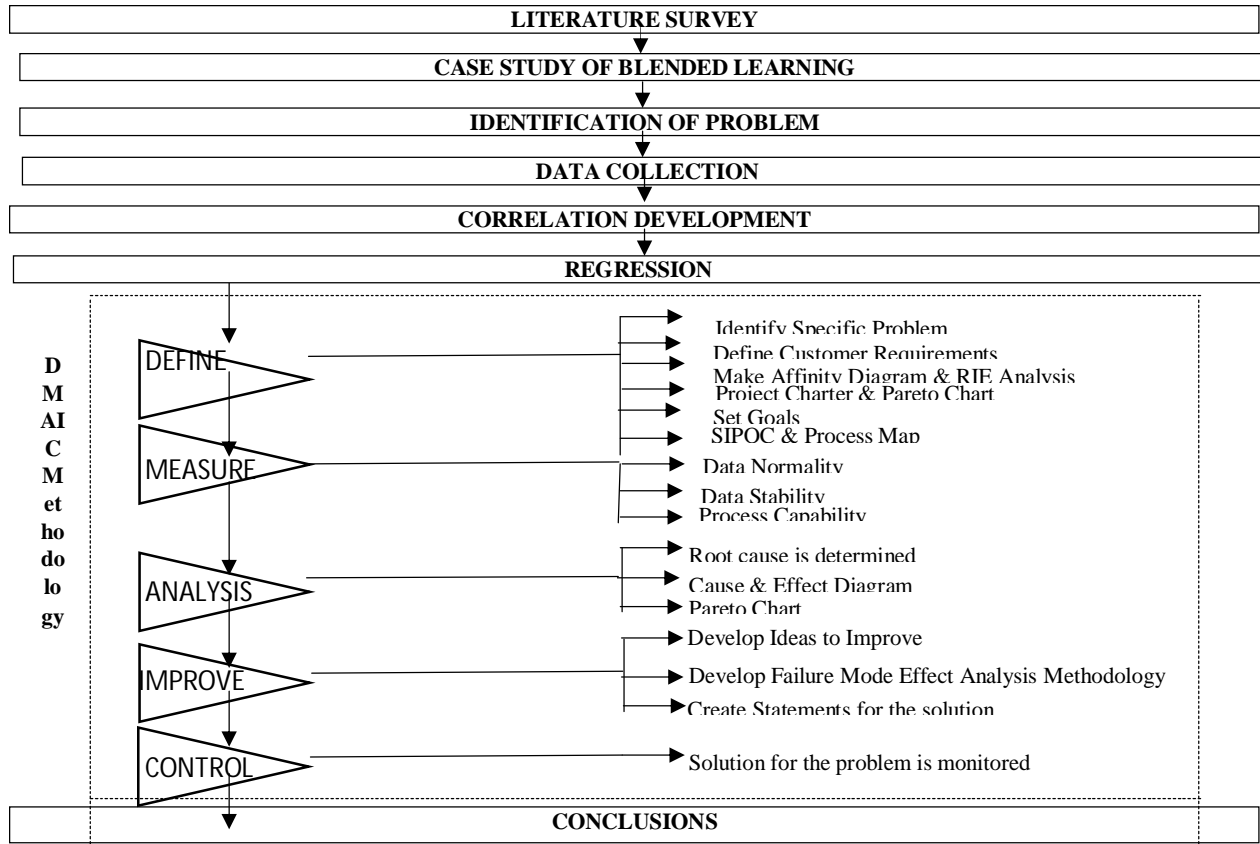 LITERATURE SURVEY
CASE STUDY OF BLENDED LEARNING
IDENTIFICATION OF PROBLEM
DATA COLLECTION
CORRELATION DEVELOPMENT
REGRESSION
D
M
AI
C
M
et
ho
do
lo
gy
DEFINE
Identify Specific Problem
Define Customer Requirements
Make Affinity Diagram & RIE Analysis
Project Charter & Pareto Chart
Set Goals
SIPOC & Process Map
MEASURE
Data Normality
Data Stability
Process Capability
ANALYSIS
Root cause is determined
Cause & Effect Diagram
Pareto Chart
IMPROVE
Develop Ideas to Improve
Develop Failure Mode Effect Analysis Methodology
Create Statements for the solution
CONTROL
Solution for the problem is monitored
CONCLUSIONS